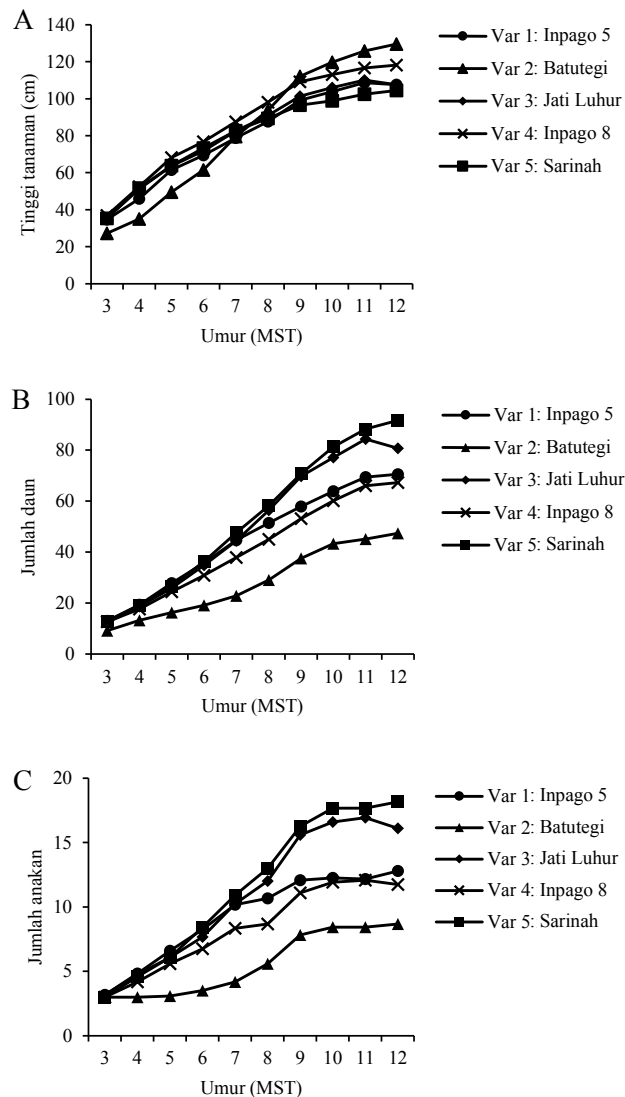 A
Tinggi tanaman (cm)
140
120
100
80
60
40
20
0
3 4 5 6 7 8 9 10 11 12
Umur (MST)
Var 1: Inpago 5
Var 2: Batutegi
Var 3: Jati Luhur
Var 4: Inpago 8
Var 5: Sarinah
B
Jumlah daun
100
80
60
40
20
0
3 4 5 6 7 8 9 10 11 12
Umur (MST)
Var 1: Inpago 5
Var 2: Batutegi
Var 3: Jati Luhur
Var 4: Inpago 8
Var 5: Sarinah
C
Jumlah anakan
20
15
10
5
0
3 4 5 6 7 8 9 10 11 12
Umur (MST)
Var 1: Inpago 5
Var 2: Batutegi
Var 3: Jati Luhur
Var 4: Inpago 8
Var 5: Sarinah